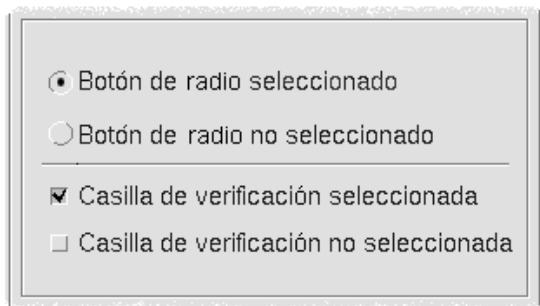 Botón de radio seleccionado
Botón de radio no seleccionado
Casilla de verificación seleccionada
Casilla de verificación no seleccionada